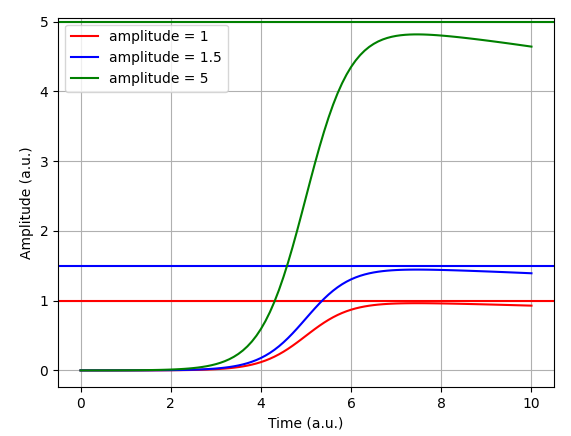 5
4
3
2
1
0
Amplitude (a.u.)
amplitude = 1
amplitude = 1.5
amplitude = 5
0 2 4 6 8 10
Time (a.u.)